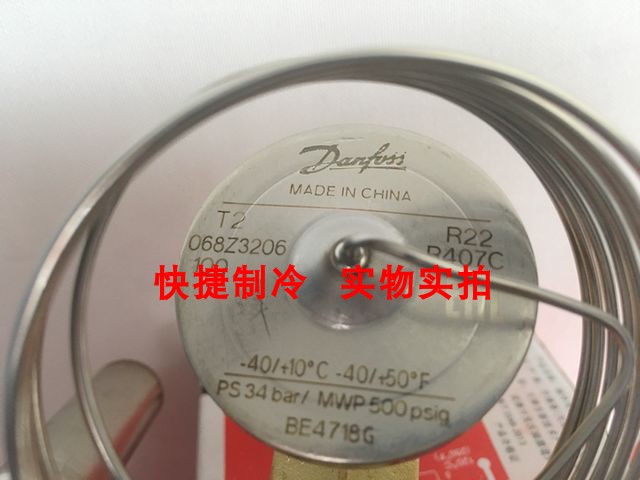 Danfoss
MADE IN CHINA
T2 R22
068Z3206 R407C
快捷制冷 实物实拍
-40/+10°C -40/+50°F
PS 34 bar/ MWP 500 psig
BE4718G